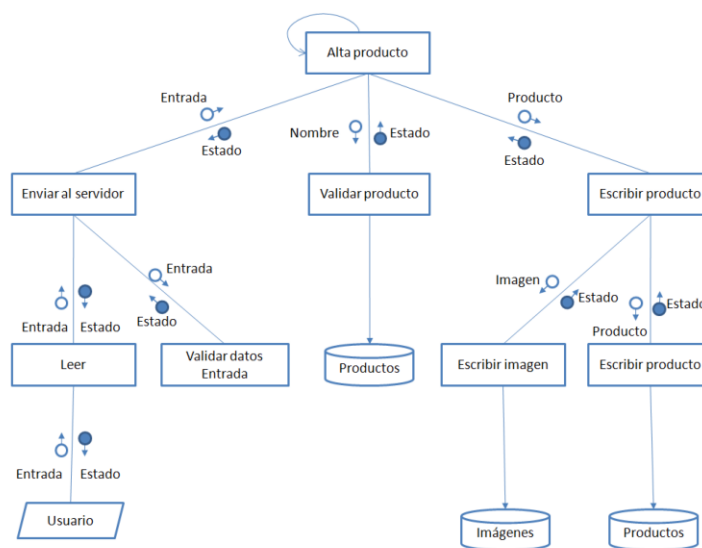 Alta producto
Entrada
Estado
Nombre
Estado
Producto
Estado
Enviar al servidor
Validar producto
Escribir producto
Entrada
Estado
Entrada
Estado
Imagen
Estado
Estado
Producto
Leer
Validar datos
Entrada
Productos
Escribir imagen
Escribir producto
Entrada
Estado
Usuario
Imágenes
Productos